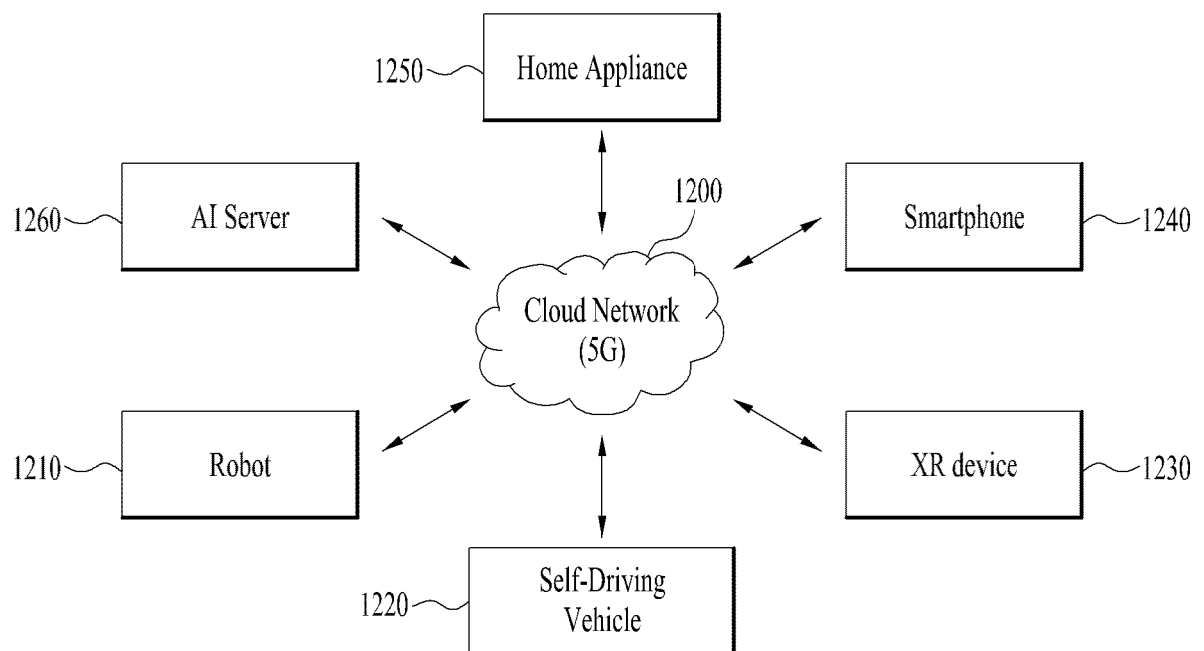 1250
Home Appliance
1260
AI Server
1200
Smartphone
1240
Cloud Network
(5G)
1210
Robot
XR device
1230
1220
Self-Driving
Vehicle